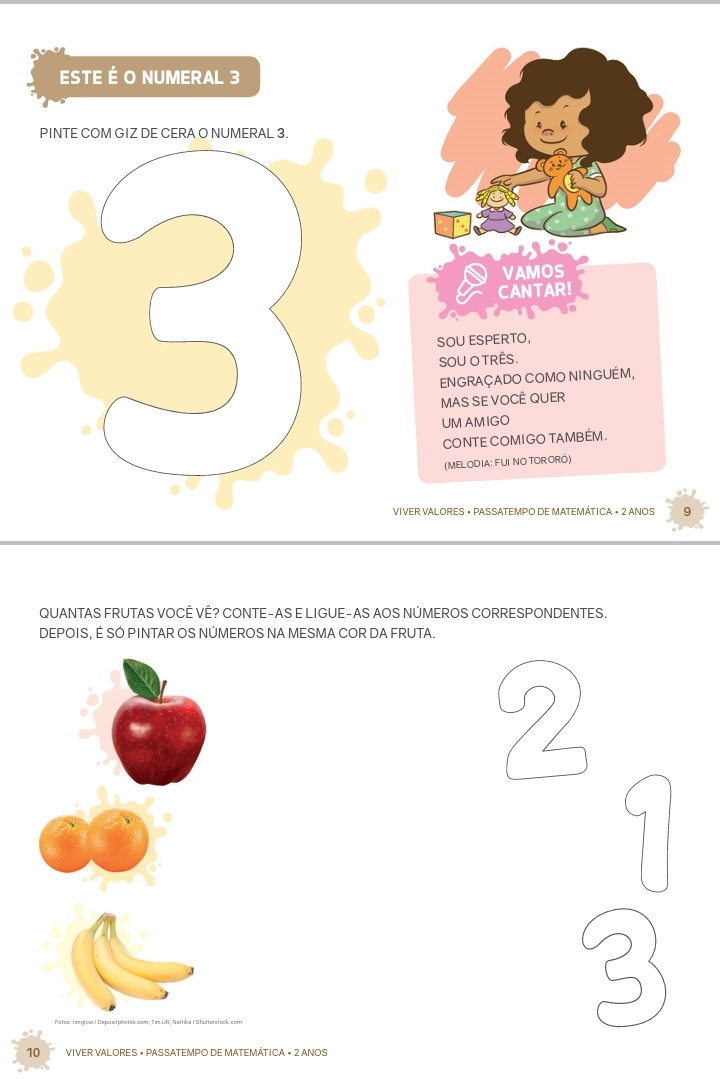 ESTE É O NUMERAL 3
PINTE COM GIZ DE CERA O NUMERAL 3.
3
VAMOS
CANTAR!
SOU ESPERTO,
SOU O TRÊS.
ENGRAÇADO COMO NINGUÉM,
MAS SE VOCÊ QUER
UM AMIGO
CONTE COMIGO TAMBÉM.
(MELODIA: FUI NO TORORÓ)
VIVER VALORES • PASSATEMPO DE MATEMÁTICA • 2 ANOS
9
QUANTAS FRUTAS VOCÊ VÊ? CONTE-AS E LIGUE-AS AOS NÚMEROS CORRESPONDENTES.
DEPOIS, É SÓ PINTAR OS NÚMEROS NA MESMA COR DA FRUTA.
2
1
3
Fotos: nmglow / Depositphotos.com, Tim UR, Nattika / Shutterstock.com
10
VIVER VALORES • PASSATEMPO DE MATEMÁTICA • 2 ANOS